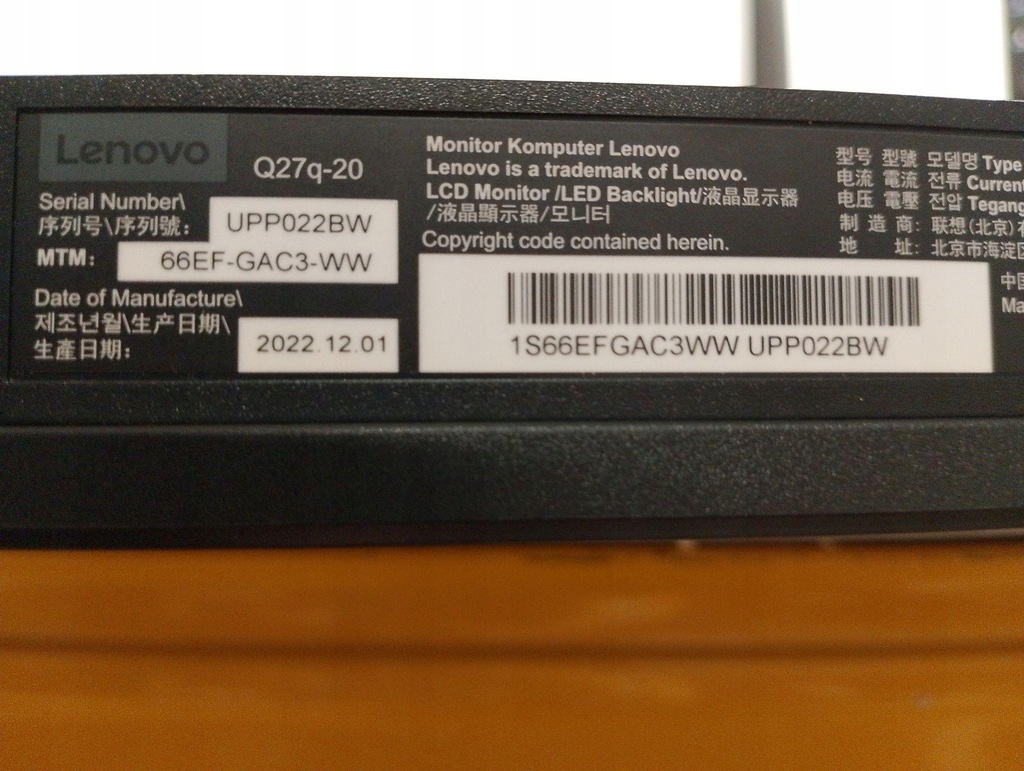 Lenovo
Q27q-20
Serial Number\
序列号\序列號:
UPP022BW
MTM:
66EF-GAC3-WW
Date of Manufacture\
제조년월\生产日期\
生產日期:
2022.12.01
Monitor Komputer Lenovo
Lenovo is a trademark of Lenovo.
LCD Monitor /LED Backlight/液晶显示器
/液晶顯示器/모니터
Copyright code contained herein.
1S66EFGAC3WW UPP022BW
型号 型號 모델명 Type
电流 電流 전류 Current
电压 電壓 전압 Tegang
制 造 商: 联想(北京)
地 址: 北京市海淀
中国
Ma